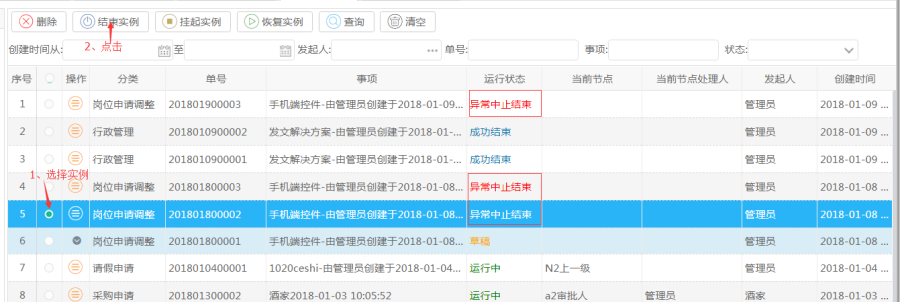 删除 结束实例 挂起实例 恢复实例 查询 清空
2、点击
创建时间从: 至 发起人: 单号: 事项: 状态:
序号 操作 分类 单号 事项 运行状态 当前节点 当前节点处理人 发起人 创建时间
1 岗位申请调整 201801900003 手机端控件-由管理员创建于2018-01-09... 异常中止结束 管理员 2018-01-09 ...
2 行政管理 2018010900002 发文解决方案-由管理员创建于2018-01-09... 成功结束 管理员 2018-01-09 ...
3 行政管理 2018010900001 发文解决方案-由管理员创建于2018-01-09... 成功结束 管理员 2018-01-09 ...
1、选择实例
4 岗位申请调整 201801800003 手机端控件-由管理员创建于2018-01-08... 异常中止结束 管理员 2018-01-08 ...
5 岗位申请调整 201801800002 手机端控件-由管理员创建于2018-01-08... 异常中止结束 管理员 2018-01-08 ...
6 岗位申请调整 201801800001 手机端控件-由管理员创建于2018-01-08... 草稿 管理员 2018-01-08 ...
7 请假申请 2018010400001 1020ceshi-由管理员创建于2018-01-04... 运行中 N2上一级 管理员 2018-01-04 ...
8 采购申请 201801300002 酒家2018-01-03 10:05:52 运行中 a2审批人 管理员 酒家 2018-01-03 ...